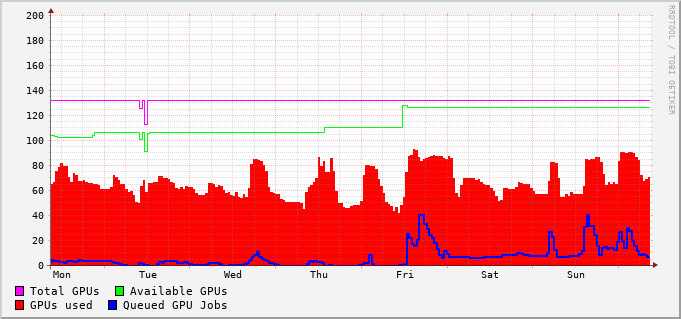 200
180
160
140
120
100
80
60
40
20
0
Mon Tue Wed Thu Fri Sat Sun
Total GPUs Available GPUs
GPUs used Queued GPU Jobs
RRDTOOL / TOBI OETIKER